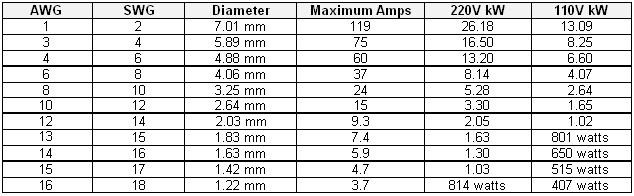 AWG SWG Diameter Maximum Amps 220V kW 110V kW
1 2 7.01 mm 119 26.18 13.09
3 4 5.89 mm 75 16.50 8.25
4 6 4.88 mm 60 13.20 6.60
6 8 4.06 mm 37 8.14 4.07
8 10 3.25 mm 24 5.28 2.64
10 12 2.64 mm 15 3.30 1.65
12 14 2.03 mm 9.3 2.05 1.02
13 15 1.83 mm 7.4 1.63 801 watts
14 16 1.63 mm 5.9 1.30 650 watts
15 17 1.42 mm 4.7 1.03 515 watts
16 18 1.22 mm 3.7 814 watts 407 watts